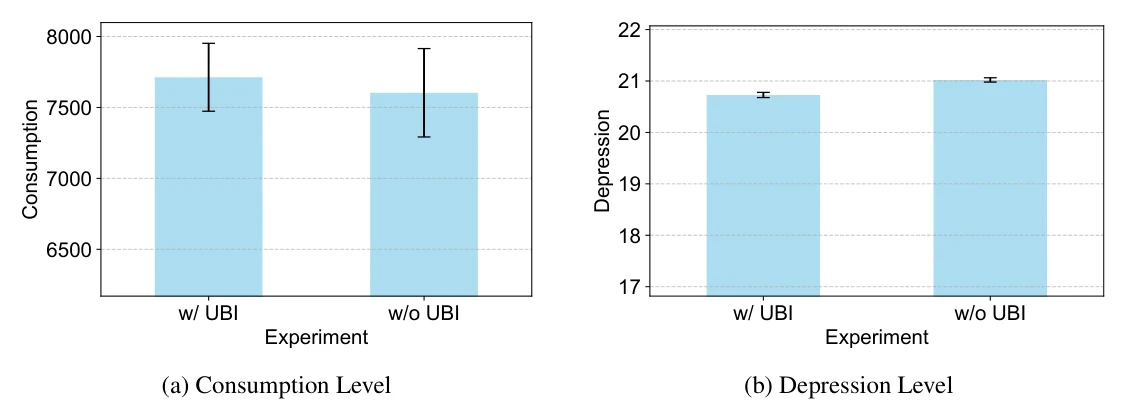 8000
7500
7000
6500
Consumption
w/ UBI
w/o UBI
Experiment
(a) Consumption Level
22
21
20
19
18
17
Depression
w/ UBI
w/o UBI
Experiment
(b) Depression Level